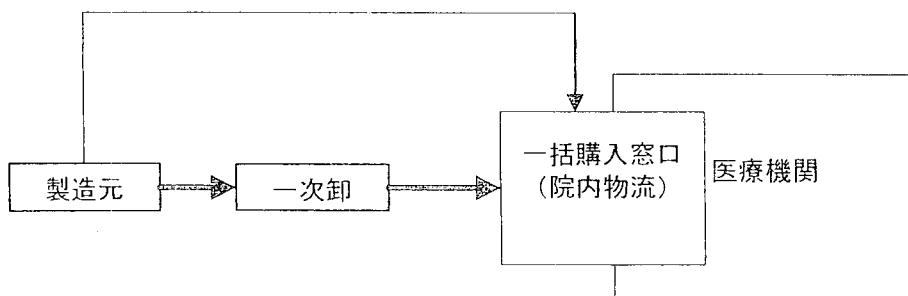 製造元
一次卸
一括購入窓口
(院内物流)
医療機関